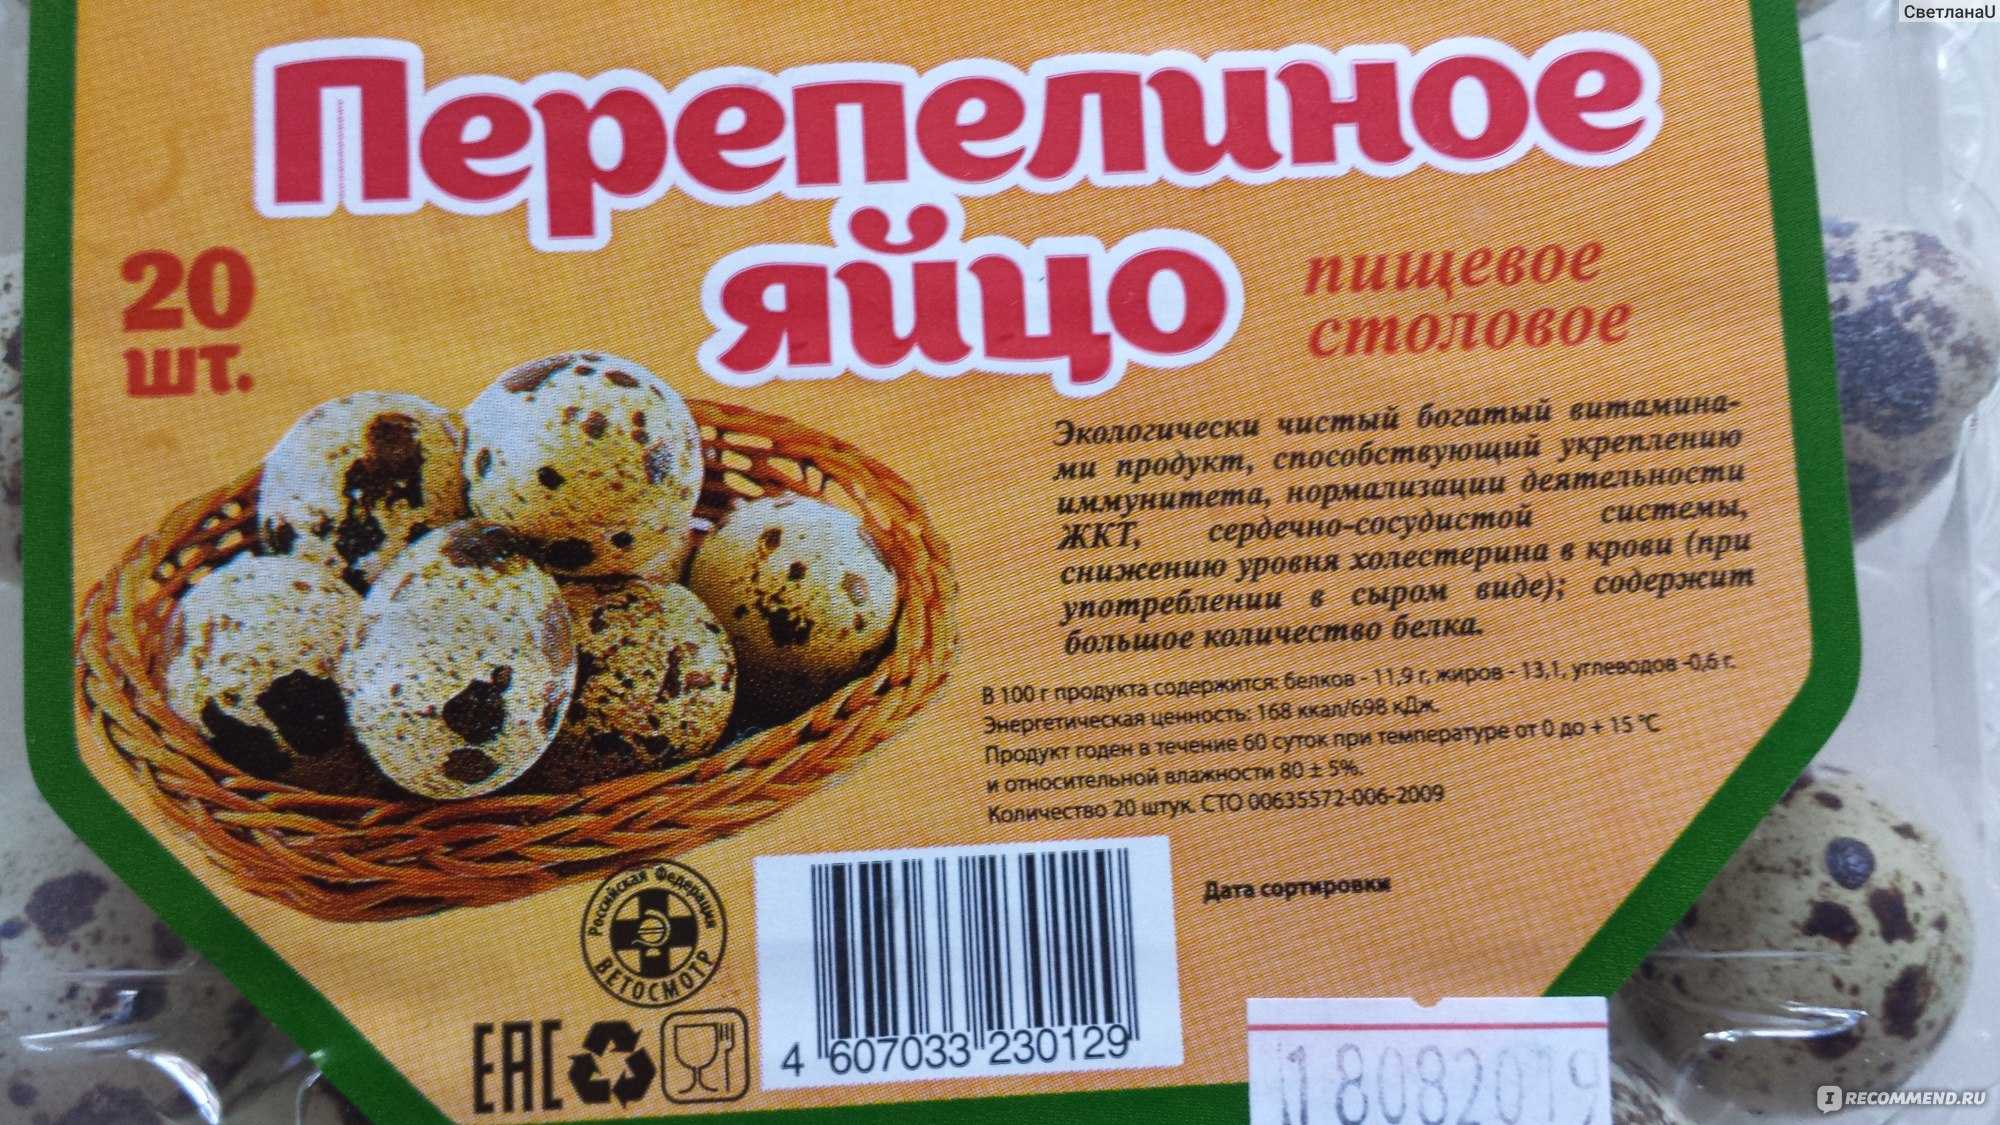 СветланаU
Перепелиное
яйцо
пищевое
столовое
20
шт.
Экологически чистый богатый витамина-
ми продукт, способствующий укреплению
иммунитета, нормализации деятельности
ЖКТ, сердечно-сосудистой системы,
снижению уровня холестерина в крови (при
употреблении в сыром виде); содержит
большое количество белка.
В 100 г продукта содержится: белков - 11,9 г, жиров - 13,1, углеводов -0,6 г.
Энергетическая ценность: 168 ккал/698 кДж.
Продукт годен в течение 60 суток при температуре от 0 до + 15 °С
и относительной влажности 80 ± 5%.
Количество 20 штук. СТО 00635572-006-2009
Дата сортировки
Российская Федерация
ВЕТОСМОТР
EAC
4 607033 230129
18082019
IRECOMMEND.RU